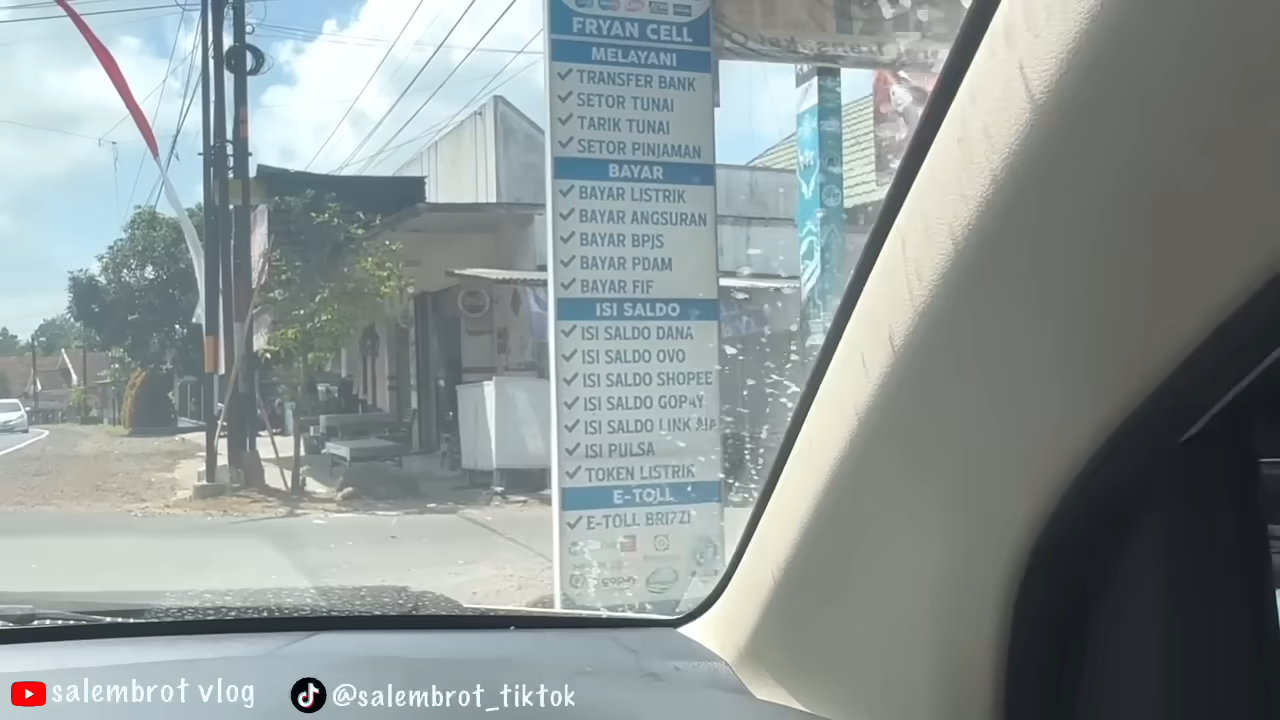 FRYAN CELL
MELAYANI
TRANSFER BANK
SETOR TUNAI
TARIK TUNAI
SETOR PINJAMAN
BAYAR
BAYAR LISTRIK
BAYAR ANGSURAN
BAYAR BPJS
BAYAR PDAM
BAYAR FIF
ISI SALDO
ISI SALDO DANA
ISI SALDO OVO
ISI SALDO SHOPEE
ISI SALDO GOPAY
ISI SALDO LINK AJA
ISI PULSA
TOKEN LISTRIK
E-TOLL
E-TOLL BRIZZI
gopay
salembrot vlog
@salembrot_tiktok